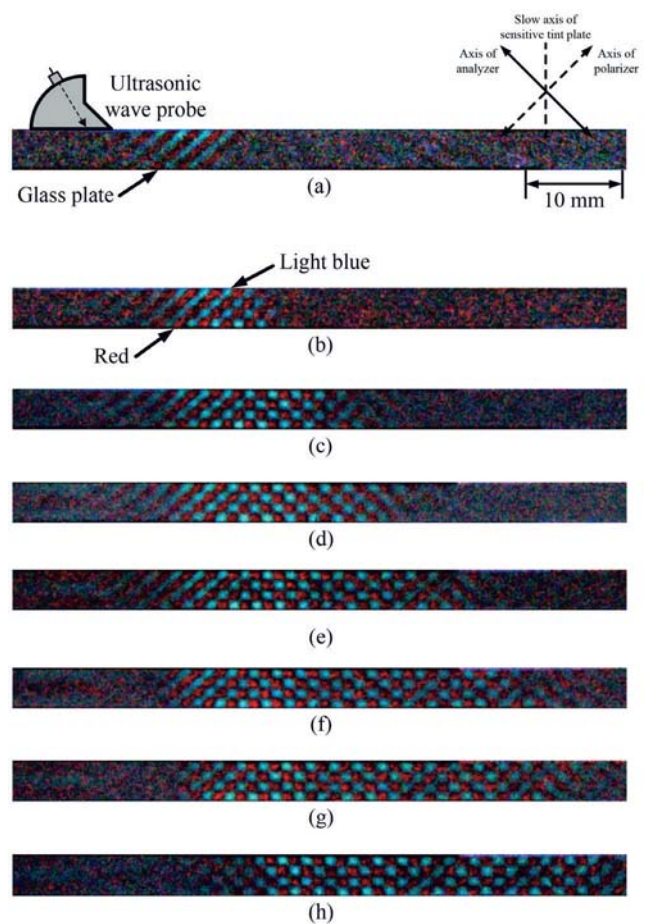 Slow axis of
sensitive tint plate
Axis of
analyzer
Axis of
polarizer
Ultrasonic
wave probe
Glass plate
(a)
10 mm
Light blue
Red
(b)
(c)
(d)
(e)
(f)
(g)
(h)